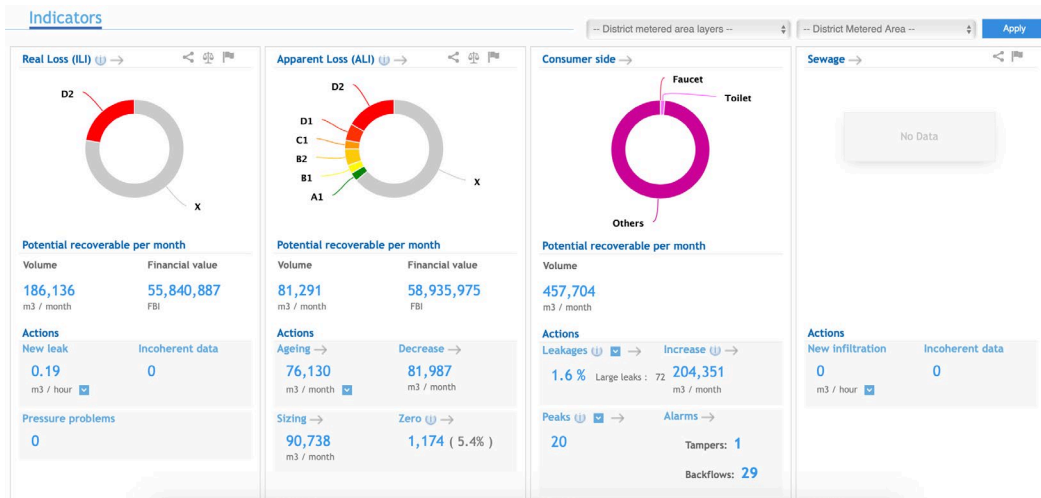 Indicators
-- District metered area layers --
-- District Metered Area --
Apply
Real Loss (ILI)
D2
X
Potential recoverable per month
Volume
Financial value
186,136
55,840,887
m3 / month
FBI
Actions
New leak
Incoherent data
0.19
0
m3 / hour
Pressure problems
0
Apparent Loss (ALI)
D2
D1
C1
B2
B1
A1
X
Potential recoverable per month
Volume
Financial value
81,291
58,935,975
m3 / month
FBI
Actions
Ageing
Decrease
76,130
81,987
m3 / month
m3 / month
Sizing
Zero
90,738
1,174 ( 5.4% )
m3 / month
Consumer side
Faucet
Toilet
Others
Potential recoverable per month
Volume
457,704
m3 / month
Actions
Leakages
Increase
1.6 % Large leaks : 72
204,351
m3 / month
Peaks
Alarms
20
Tampers: 1
Backflows: 29
Sewage
No Data
Actions
New infiltration
Incoherent data
0
0
m3 / hour